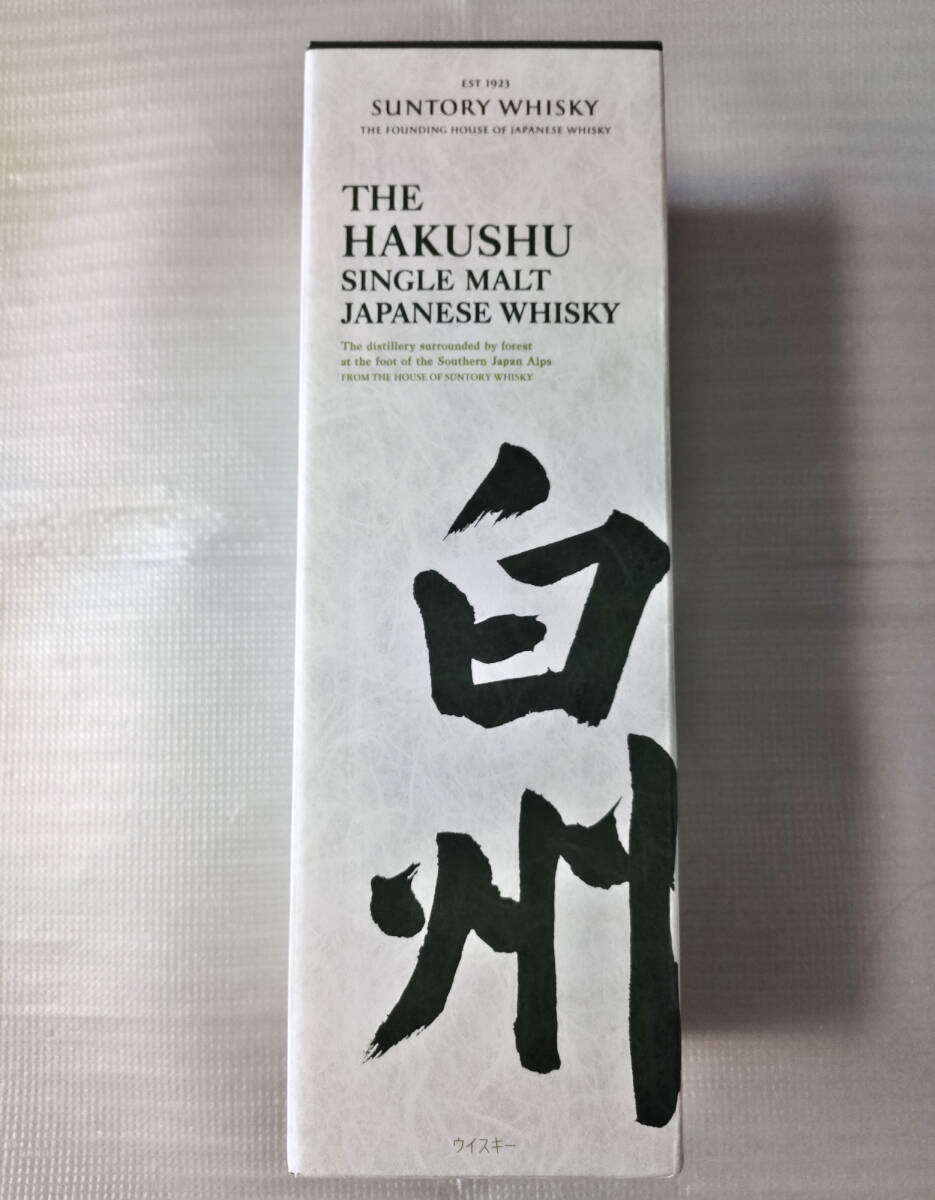 EST 1923
SUNTORY WHISKY
THE FOUNDING HOUSE OF JAPANESE WHISKY
THE
HAKUSHU
SINGLE MALT
JAPANESE WHISKY
The distillery surrounded by forest
at the foot of the Southern Japan Alps
FROM THE HOUSE OF SUNTORY WHISKY
白州
ウイスキー